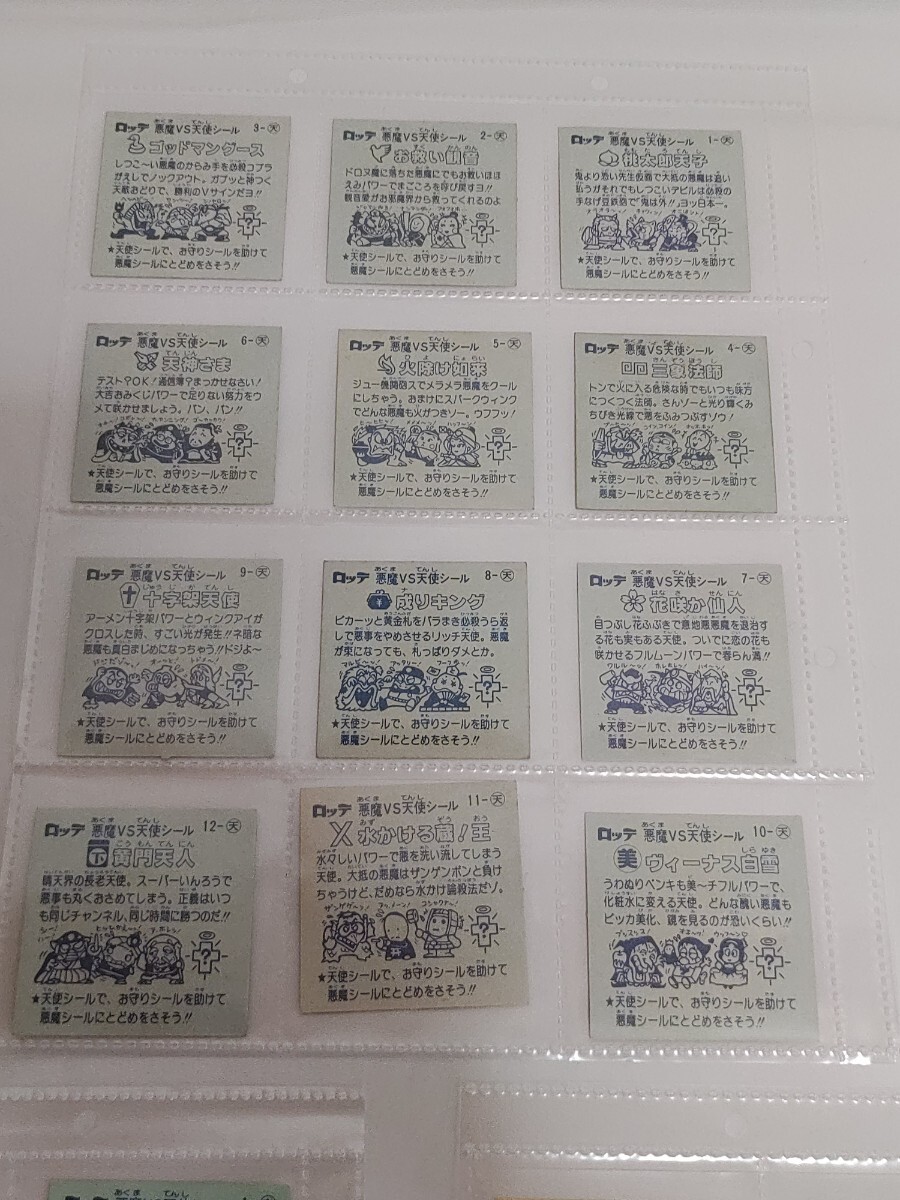 ロッテ 悪魔VS天使シール 3-天
ゴッドマングース
しつこ〜い悪魔のからみ手を必殺コブラ
がえしでノックアウト。ガブッと神つく
天敵おどりで、勝利のVサインだヨ!!
★天使シールで、お守りシールを助けて
悪魔シールにとどめをさそう!!
ロッテ 悪魔VS天使シール 2-天
お救い観音
ドロヌマに落ちた悪魔にでもお救いほほ
えみパワーでまごころを呼び戻すヨ!!
観音愛がお邪魔界から救ってくれるのよ
★天使シールで、お守りシールを助けて
悪魔シールにとどめをさそう!!
ロッテ 悪魔VS天使シール 1-天
桃太郎天子
鬼より恐い先生仮面で大抵の悪魔は追い
払うがそれでもしつこいデビルは必殺の
手なげ豆鉄砲で"鬼は外!!"ヨッ日本一。
★天使シールで、お守りシールを助けて
悪魔シールにとどめをさそう!!
ロッテ 悪魔VS天使シール 6-天
天神さま
テスト?OK!通信簿?まっかせなさい!
大吉おみくじパワーで足りない努力をウ
メて咲かせましょう。パン、パン!!
★天使シールで、お守りシールを助けて
悪魔シールにとどめをさそう!!
ロッテ 悪魔VS天使シール 5-天
火除け如来
ジュー機関砲スでメラメラ悪魔をクール
にしちゃう。おまけにスパークウィンク
でどんな悪魔も火がつきソー。ウフッ!
★天使シールで、お守りシールを助けて
悪魔シールにとどめをさそう!!
ロッテ 悪魔VS天使シール 4-天
三象法師
トンで火に入る危険な時でもいつも味方
につくつく法師。さんゾーと光り輝くみ
ちびき光線で悪をふみつぶすゾウ!
★天使シールで、お守りシールを助けて
悪魔シールにとどめをさそう!!
ロッテ 悪魔VS天使シール 9-天
十字架天使
アーメン十字架パワーとウィングアイが
クロスした時、すごい光が発生!!ネ暗な
悪魔も真白まじめになっちゃう!!ドジよ〜
★天使シールで、お守りシールを助けて
悪魔シールにとどめをさそう!!
ロッテ 悪魔VS天使シール 8-天
成りキング
ピカーッと黄金札をバラまき必殺うら返
しで悪事をやめさせるリッチ天使。悪魔
が束になっても、札っぱりダメとか。
★天使シールで、お守りシールを助けて
悪魔シールにとどめをさそう!!
ロッテ 悪魔VS天使シール 7-天
花咲か仙人
目つぶし花ふぶきで意地悪悪魔を退治す
る花も実もある天使。ついでに恋の花も
咲かせるフルムーンパワーで春らん満!!
★天使シールで、お守りシールを助けて
悪魔シールにとどめをさそう!!
ロッテ 悪魔VS天使シール 12-天
黄門天人
晴天界の長老天使。スーパーいんろうで
悪事も丸くおさめてしまう。正義はいつ
も同じチャンネル、同じ時間に勝つのだ!!
★天使シールで、お守りシールを助けて
悪魔シールにとどめをさそう!!
ロッテ 悪魔VS天使シール 11-天
水かける蔵!王
水々しいパワーで悪を洗い流してしまう
天使。大抵の悪魔はザンゲンボンと負け
ちゃうけど、だめなら水かけ論殺法だゾ。
★天使シールで、お守りシールを助けて
悪魔シールにとどめをさそう!!
ロッテ 悪魔VS天使シール 10-天
美 ヴィーナス白雪
うわぬりペンキも美〜チフルパワーで、
化粧水に変える天使。どんな醜い悪魔も
ピッカ美化、鏡を見るのが恐いくらい!!
★天使シールで、お守りシールを助けて
悪魔シールにとどめをさそう!!